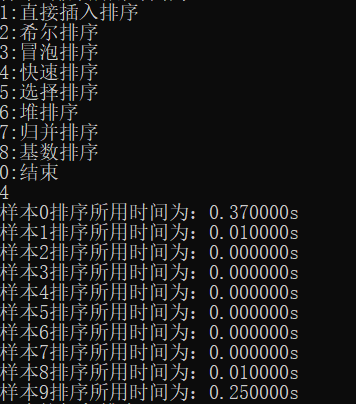 1:直接插入排序
2:希尔排序
3:冒泡排序
4:快速排序
5:选择排序
6:堆排序
7:归并排序
8:基数排序
0:结束
4
样本0排序所用时间为：0.370000s
样本1排序所用时间为：0.010000s
样本2排序所用时间为：0.000000s
样本3排序所用时间为：0.000000s
样本4排序所用时间为：0.000000s
样本5排序所用时间为：0.000000s
样本6排序所用时间为：0.000000s
样本7排序所用时间为：0.000000s
样本8排序所用时间为：0.010000s
样本9排序所用时间为：0.250000s